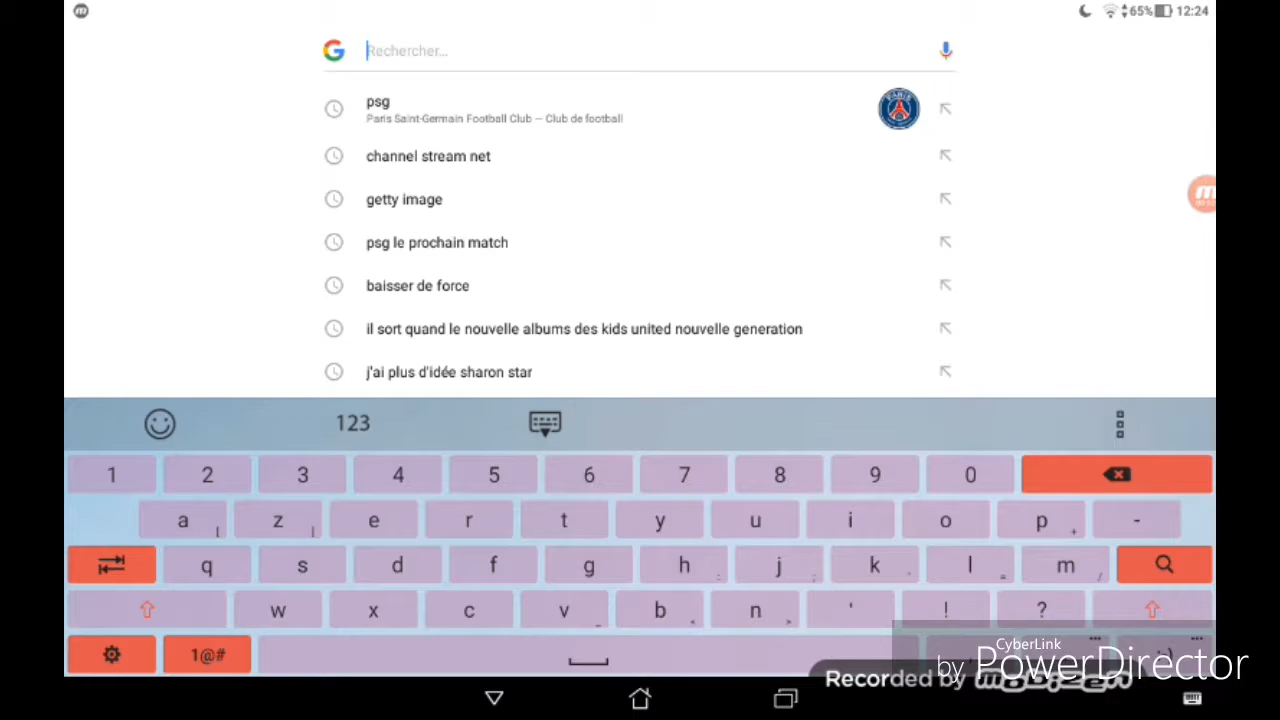 65% 12:24
G Rechercher...
psg
Paris Saint-Germain Football Club – Club de football
PARIS
channel stream net
getty image
psg le prochain match
baisser de force
il sort quand le nouvelle albums des kids united nouvelle generation
j'ai plus d'idée sharon star
123
1 2 3 4 5 6 7 8 9 0
a z e r t y u i o p -
q s d f g h j k l m
w x c v b n ' ! ?
1@#
CyberLink
by PowerDirector
Recorded by mobizen